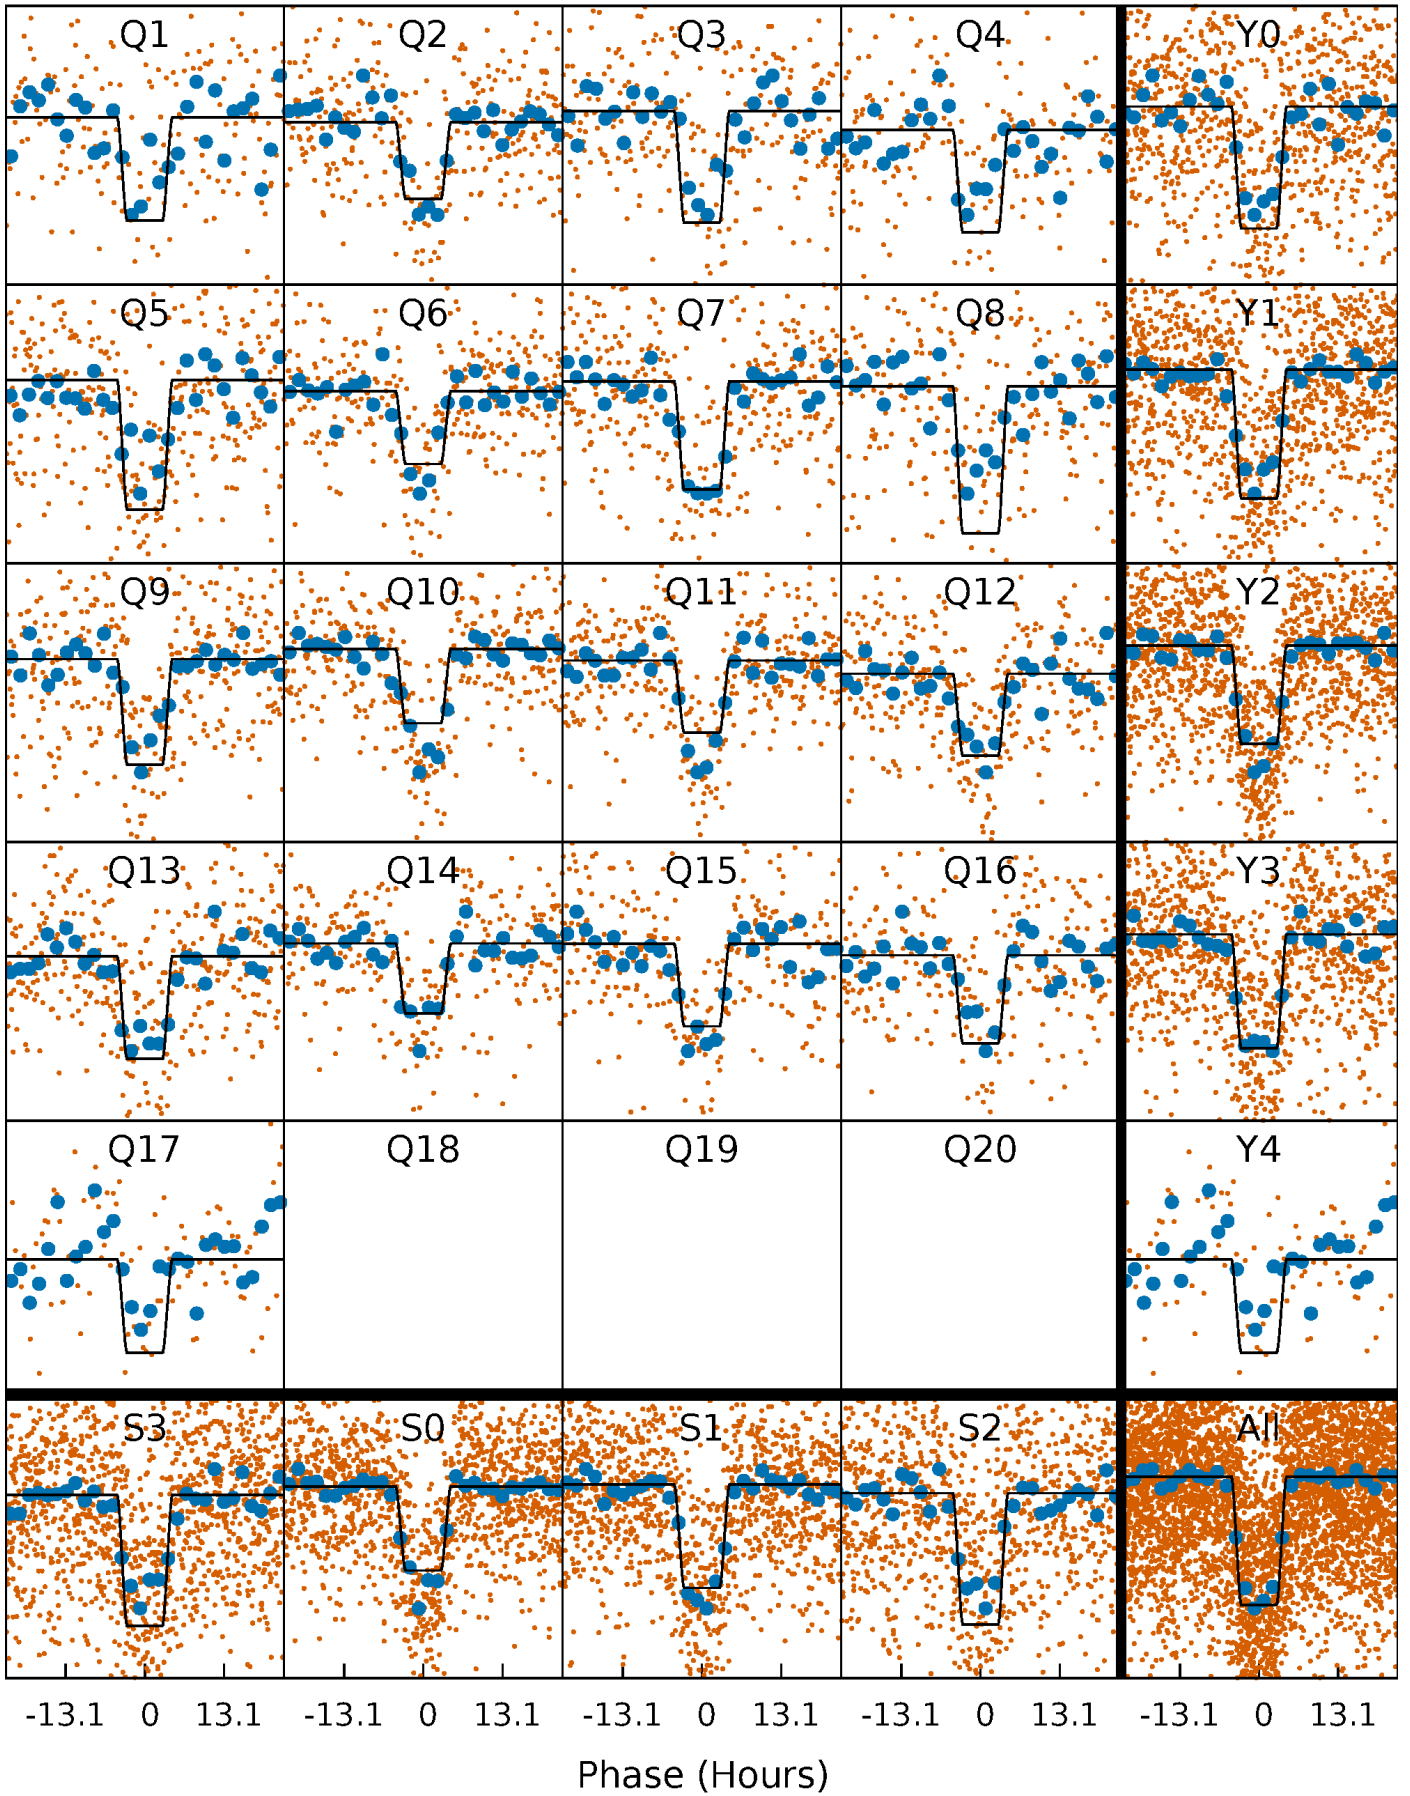 Q1 Q2 Q3 Q4 Y0
Q5 Q6 Q7 Q8 Y1
Q9 Q10 Q11 Q12 Y2
Q13 Q14 Q15 Q16 Y3
Q17 Q18 Q19 Q20 Y4
S3 S0 S1 S2 All
-13.1 0 13.1 -13.1 0 13.1 -13.1 0 13.1 -13.1 0 13.1 -13.1 0 13.1
Phase (Hours)